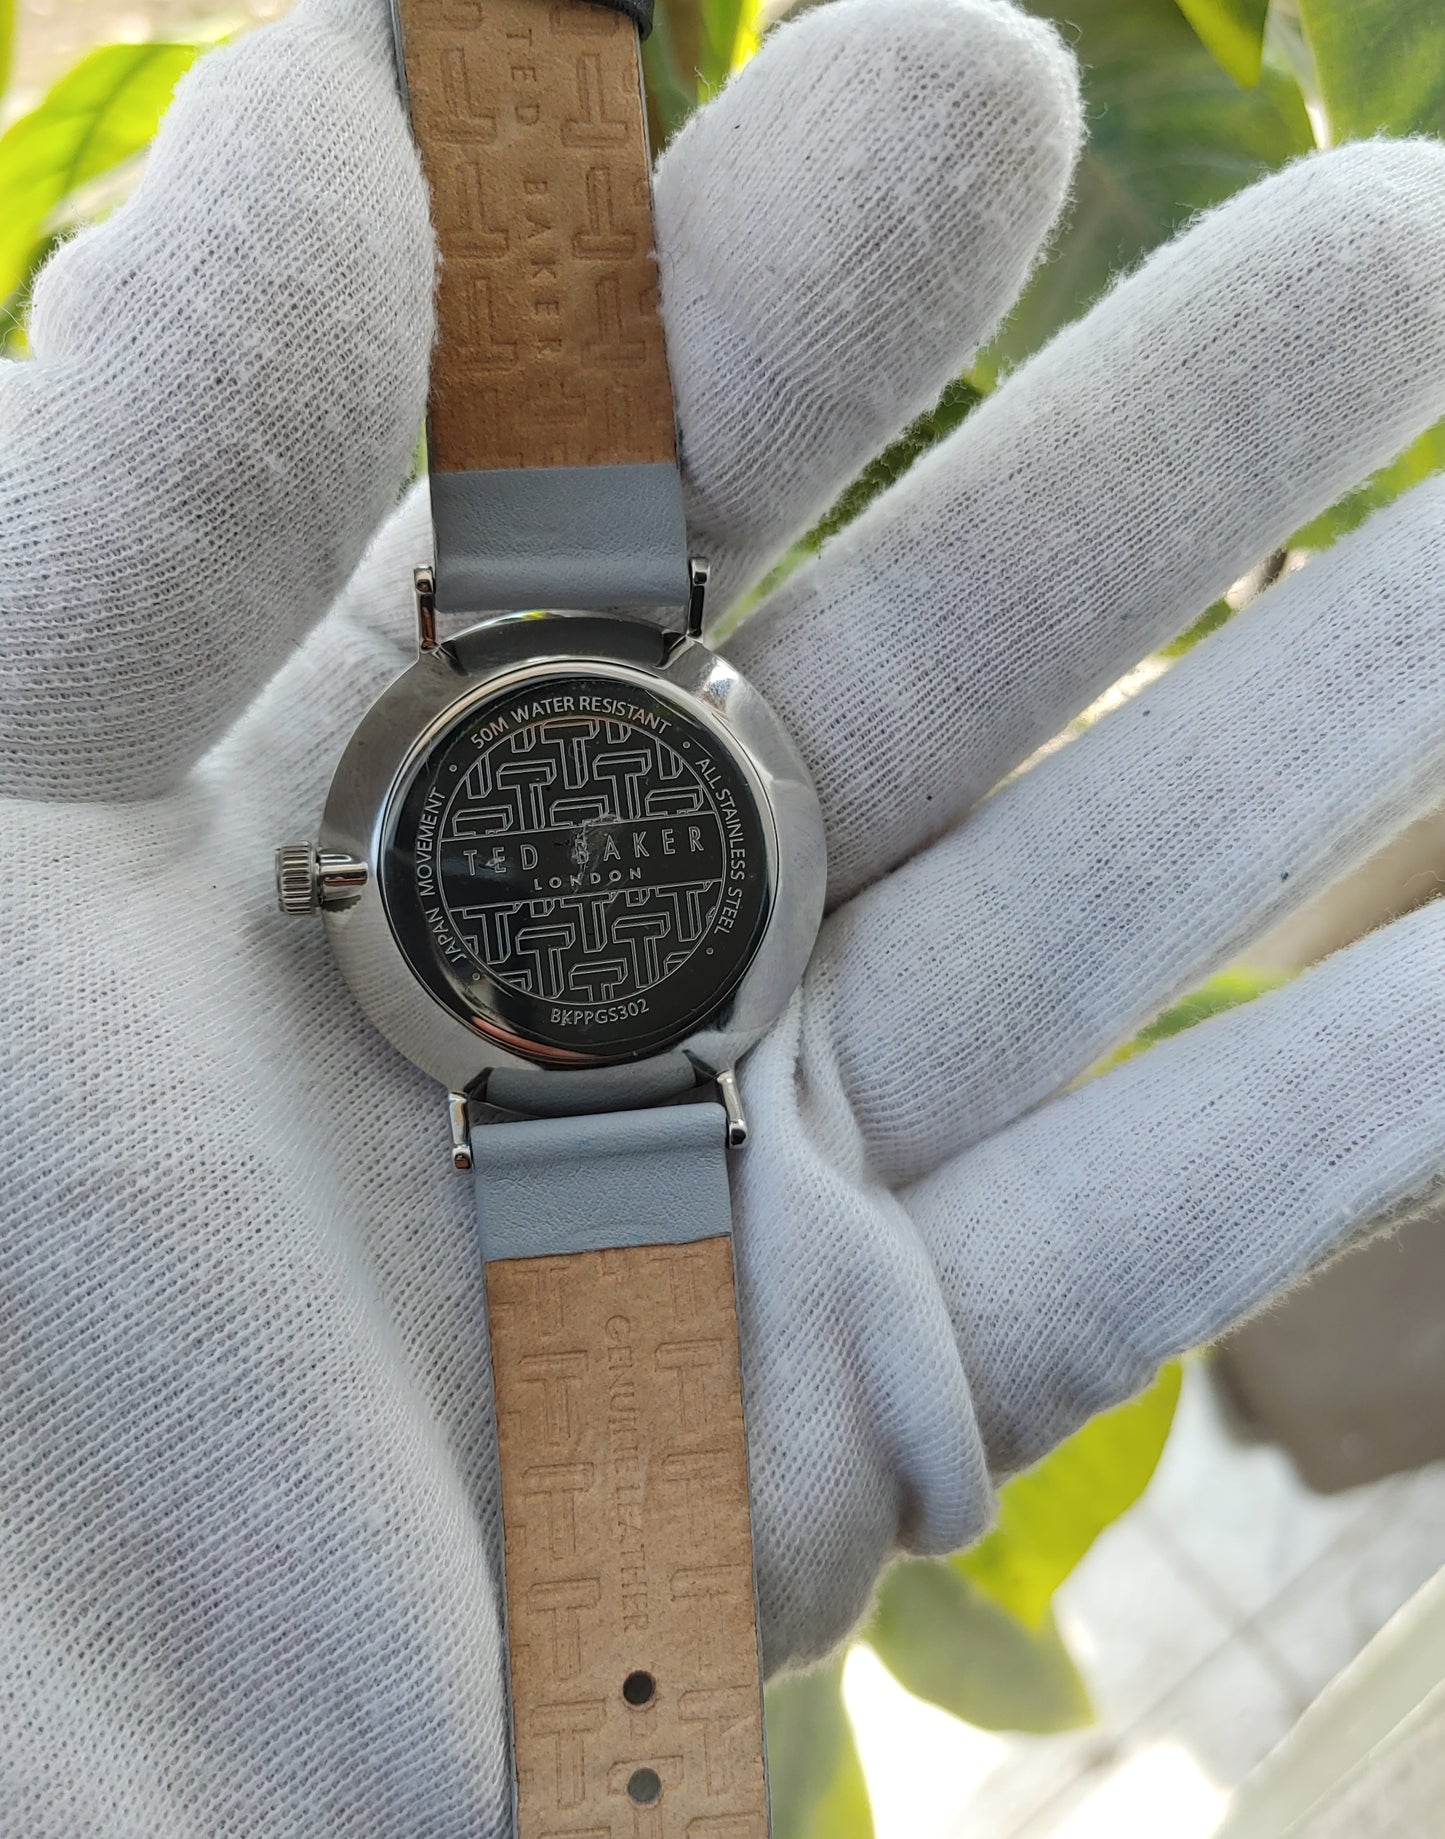 TED BAKER
50M WATER RESISTANT
ALL STAINLESS STEEL
JAPAN MOVEMENT
TED BAKER
LONDON
BKPPGS302
GENUINE LEATHER